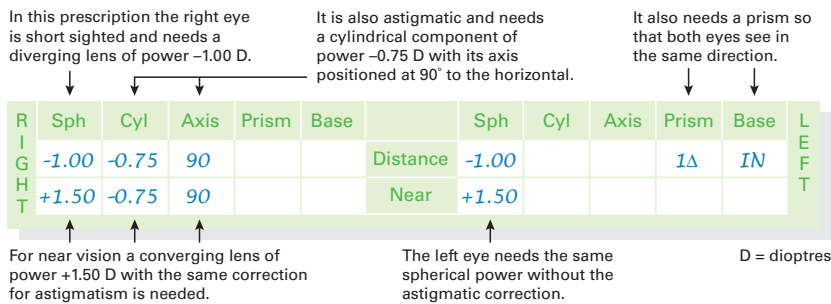 In this prescription the right eye
is short sighted and needs a
diverging lens of power –1.00 D.
It is also astigmatic and needs
a cylindrical component of
power –0.75 D with its axis
positioned at 90° to the horizontal.
It also needs a prism so
that both eyes see in
the same direction.
RIGHT
Sph Cyl Axis Prism Base Sph Cyl Axis Prism Base
-1.00 -0.75 90 Distance -1.00 1Δ IN
+1.50 -0.75 90 Near +1.50
LEFT
For near vision a converging lens of
power +1.50 D with the same correction
for astigmatism is needed.
The left eye needs the same
spherical power without the
astigmatic correction.
D = dioptres